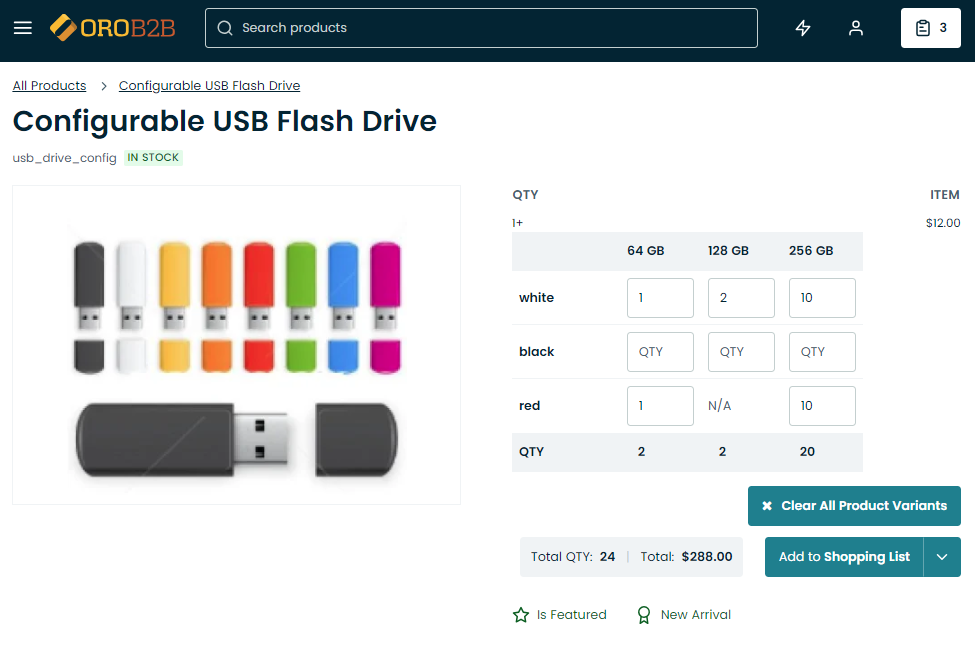 OROB2B
Search products
3
All Products > Configurable USB Flash Drive
Configurable USB Flash Drive
usb_drive_config IN STOCK
QTY ITEM
1+ $12.00
64 GB 128 GB 256 GB
white 1 2 10
black QTY QTY QTY
red 1 N/A 10
QTY 2 2 20
Clear All Product Variants
Total QTY: 24 | Total: $288.00
Add to Shopping List
Is Featured New Arrival